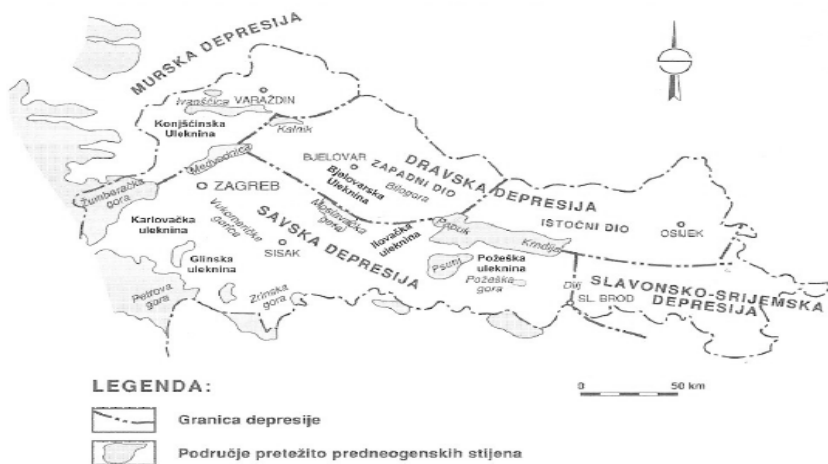 MURSKA DEPRESIJA
Ivanščica
VARAŽDIN
Konjšćinska
Uleknina
Kalnik
Medvednica
BJELOVAR
Bjelovarska
Uleknina
Bilogora
DRAVSKA DEPRESIJA
ZAPADNI DIO
ISTOČNI DIO
Žumberačka
gora
ZAGREB
Karlovačka
uleknina
Vukomeričke
gorice
SAVSKA DEPRESIJA
Moslavačka
gora
Ilovačka
uleknina
Papuk
Krndija
OSIJEK
SISAK
Glinska
uleknina
Psunj
Požeška
uleknina
Požeška
gora
Petrova
gora
Zrinska
gora
Dilj
SL. BROD
SLAVONSKO-SRIJEMSKA
DEPRESIJA
LEGENDA:
0 50 km
Granica depresije
Područje pretežito predneogenskih stijena